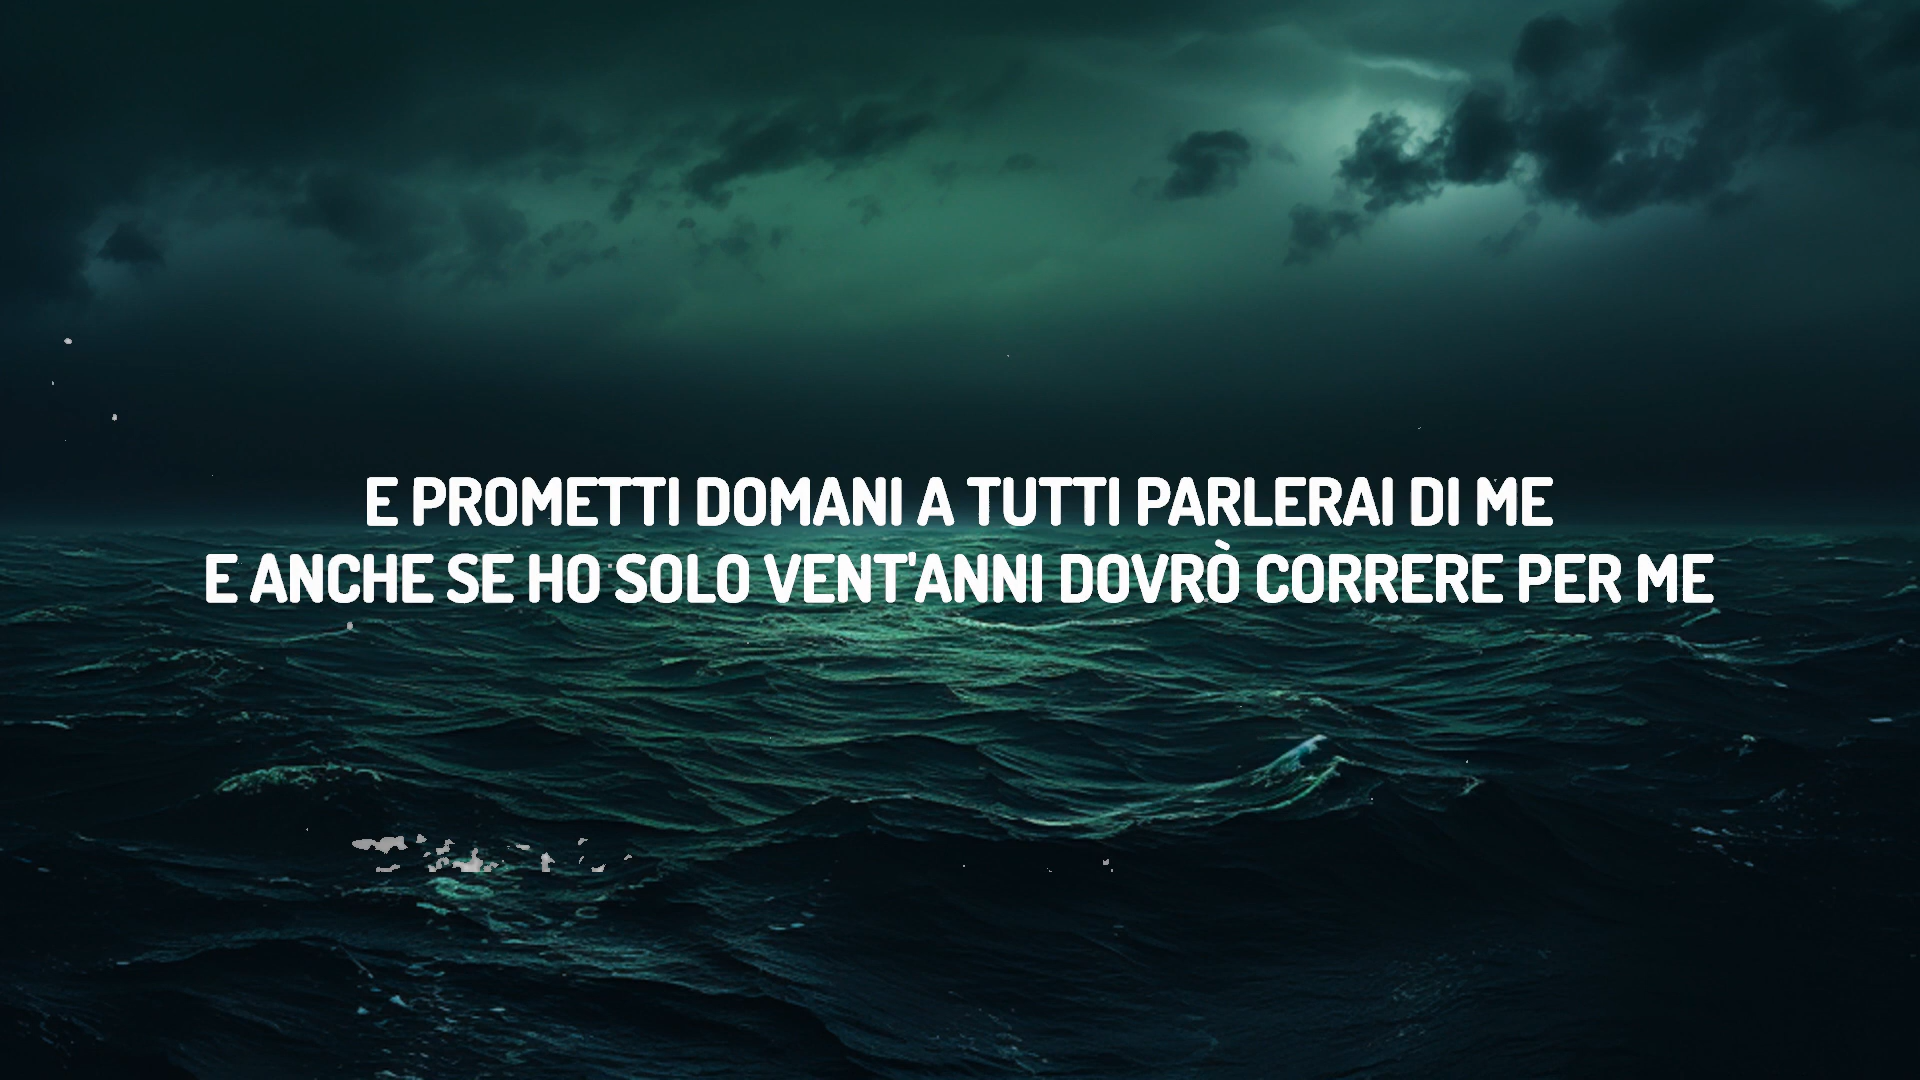 E PROMETTI DOMANI A TUTTI PARLERAI DI ME
E ANCHE SE HO SOLO VENT'ANNI DOVRÒ CORRERE PER ME